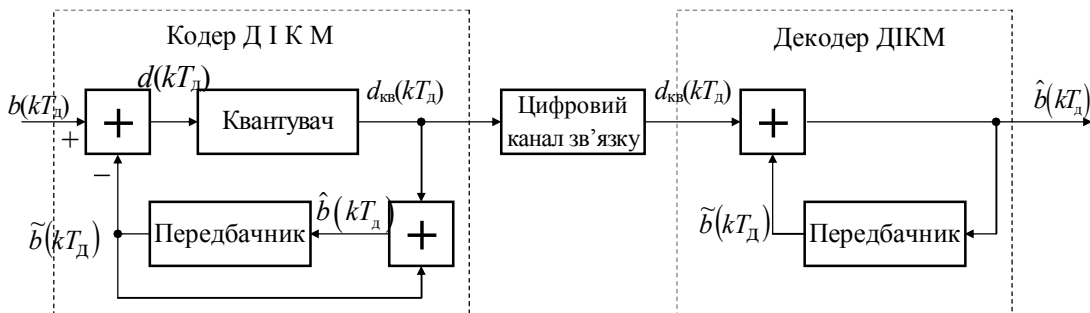 Кодер Д І К М
Декодер ДІКМ
b(kTд)
+
−
+
d(kTд)
Квантувач
dкв(kTд)
Цифровий
канал зв’язку
dкв(kTд)
+
b̂(kTд)
b̃(kTд)
Передбачник
b̂(kTд)
+
b̃(kTд)
Передбачник